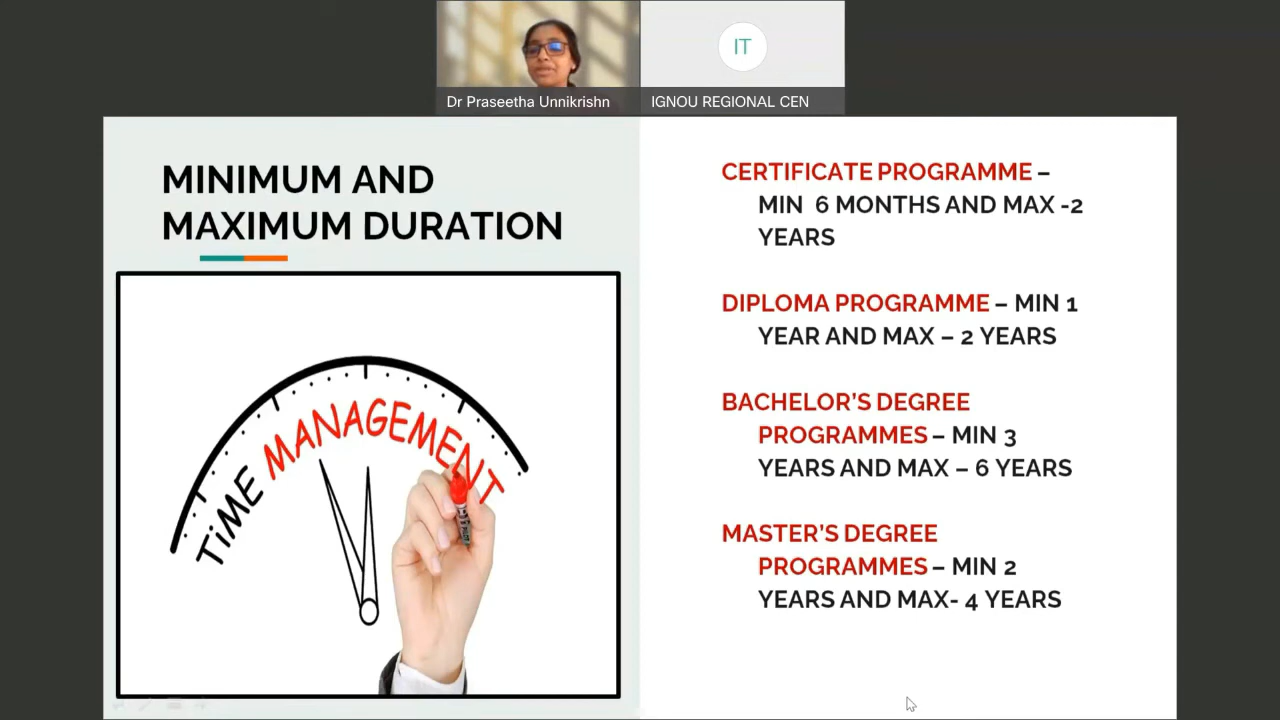 IT
Dr Praseetha Unnikrishn
IGNOU REGIONAL CEN
MINIMUM AND
MAXIMUM DURATION
TiME MANAGEMENT
CERTIFICATE PROGRAMME –
MIN 6 MONTHS AND MAX -2
YEARS
DIPLOMA PROGRAMME – MIN 1
YEAR AND MAX – 2 YEARS
BACHELOR’S DEGREE
PROGRAMMES – MIN 3
YEARS AND MAX – 6 YEARS
MASTER’S DEGREE
PROGRAMMES – MIN 2
YEARS AND MAX- 4 YEARS